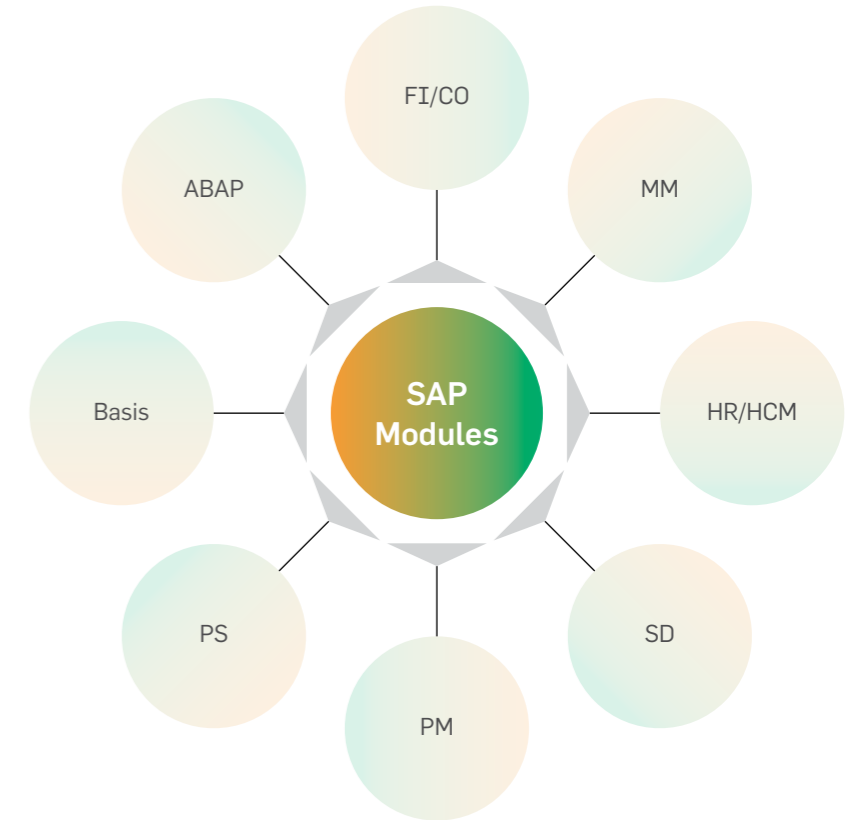 FI/CO
ABAP
MM
Basis
SAP
Modules
HR/HCM
PS
SD
PM